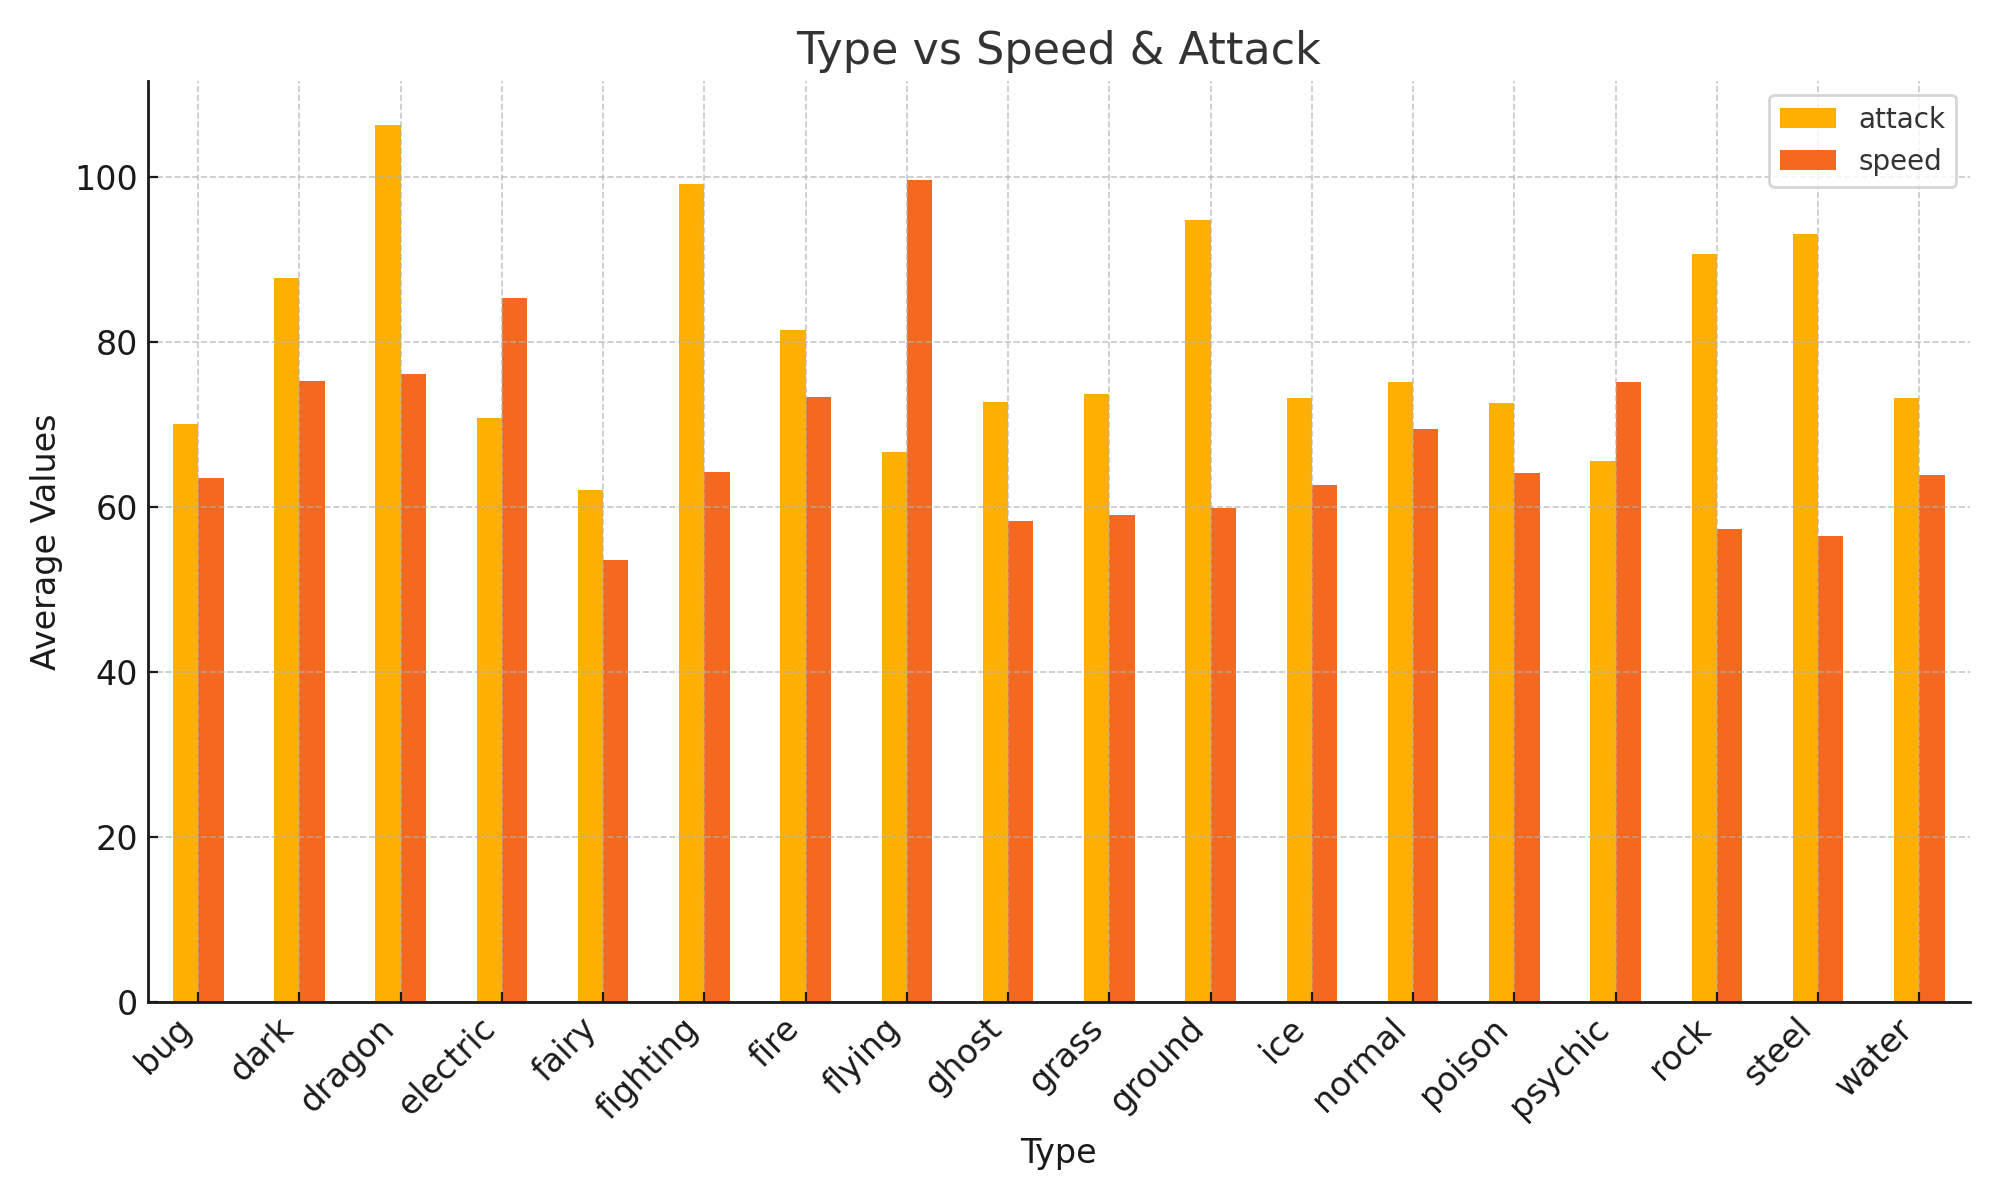 Type vs Speed & Attack
attack
speed
100
80
60
40
20
0
Average Values
bug
dark
dragon
electric
fairy
fighting
fire
flying
ghost
grass
ground
ice
normal
poison
psychic
rock
steel
water
Type